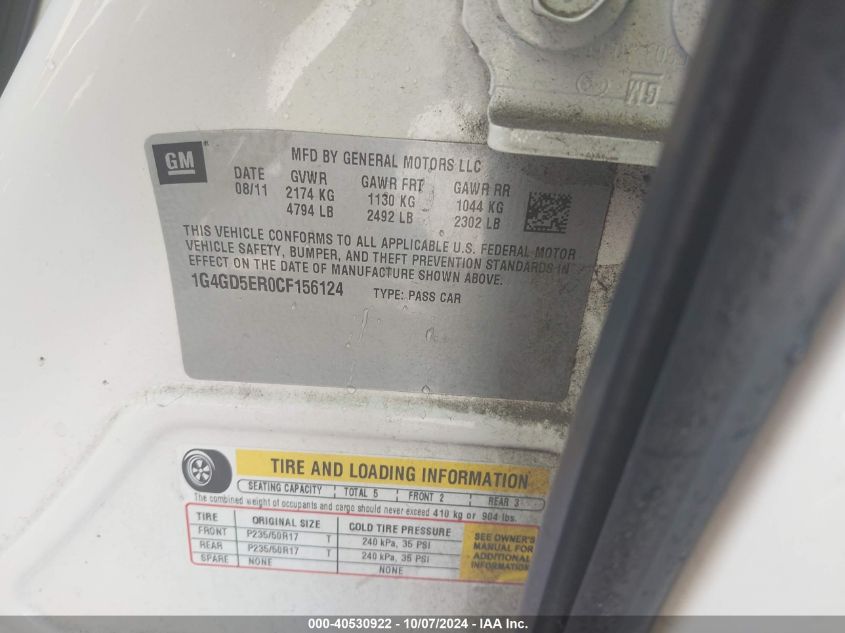 GM
GM
MFD BY GENERAL MOTORS LLC
DATE GVWR GAWR FRT GAWR RR
08/11 2174 KG 1130 KG 1044 KG
4794 LB 2492 LB 2302 LB
THIS VEHICLE CONFORMS TO ALL APPLICABLE U.S. FEDERAL MOTOR
VEHICLE SAFETY, BUMPER, AND THEFT PREVENTION STANDARDS IN
EFFECT ON THE DATE OF MANUFACTURE SHOWN ABOVE.
1G4GD5ER0CF156124 TYPE: PASS CAR
TIRE AND LOADING INFORMATION
SEATING CAPACITY TOTAL 5 FRONT 2 REAR 3
The combined weight of occupants and cargo should never exceed 410 kg or 904 lbs.
TIRE ORIGINAL SIZE COLD TIRE PRESSURE
FRONT P235/50R17 T 240 kPa, 35 PSI
REAR P235/50R17 T 240 kPa, 35 PSI
SPARE NONE NONE
SEE OWNER'S
MANUAL FOR
ADDITIONAL
INFORMATION
000-40530922 - 10/07/2024 - IAA Inc.